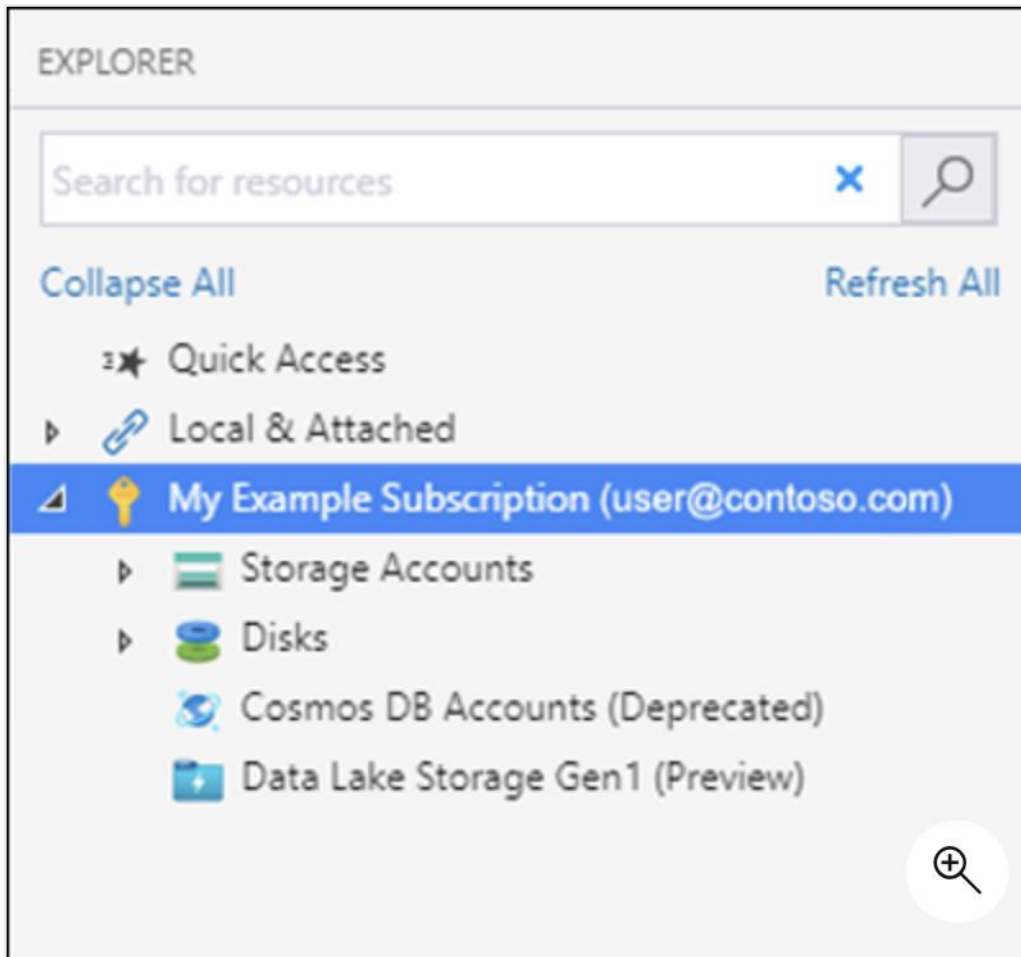 EXPLORER
Search for resources
Collapse All Refresh All
Quick Access
Local & Attached
My Example Subscription (user@contoso.com)
Storage Accounts
Disks
Cosmos DB Accounts (Deprecated)
Data Lake Storage Gen1 (Preview)